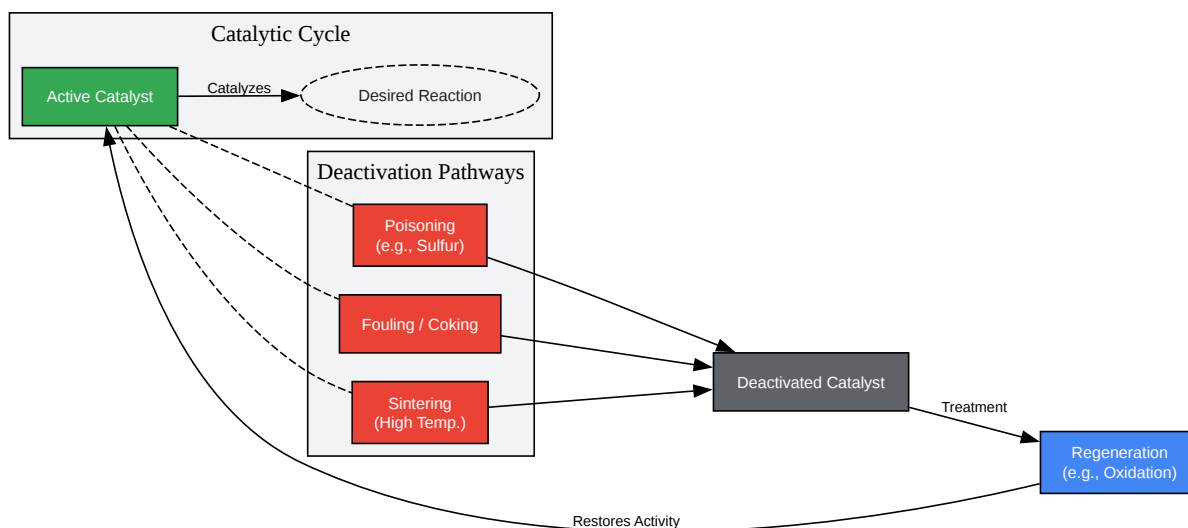 Catalytic Cycle
Active Catalyst
Catalyzes
Desired Reaction
Deactivation Pathways
Poisoning
(e.g., Sulfur)
Fouling / Coking
Sintering
(High Temp.)
Deactivated Catalyst
Treatment
Regeneration
(e.g., Oxidation)
Restores Activity